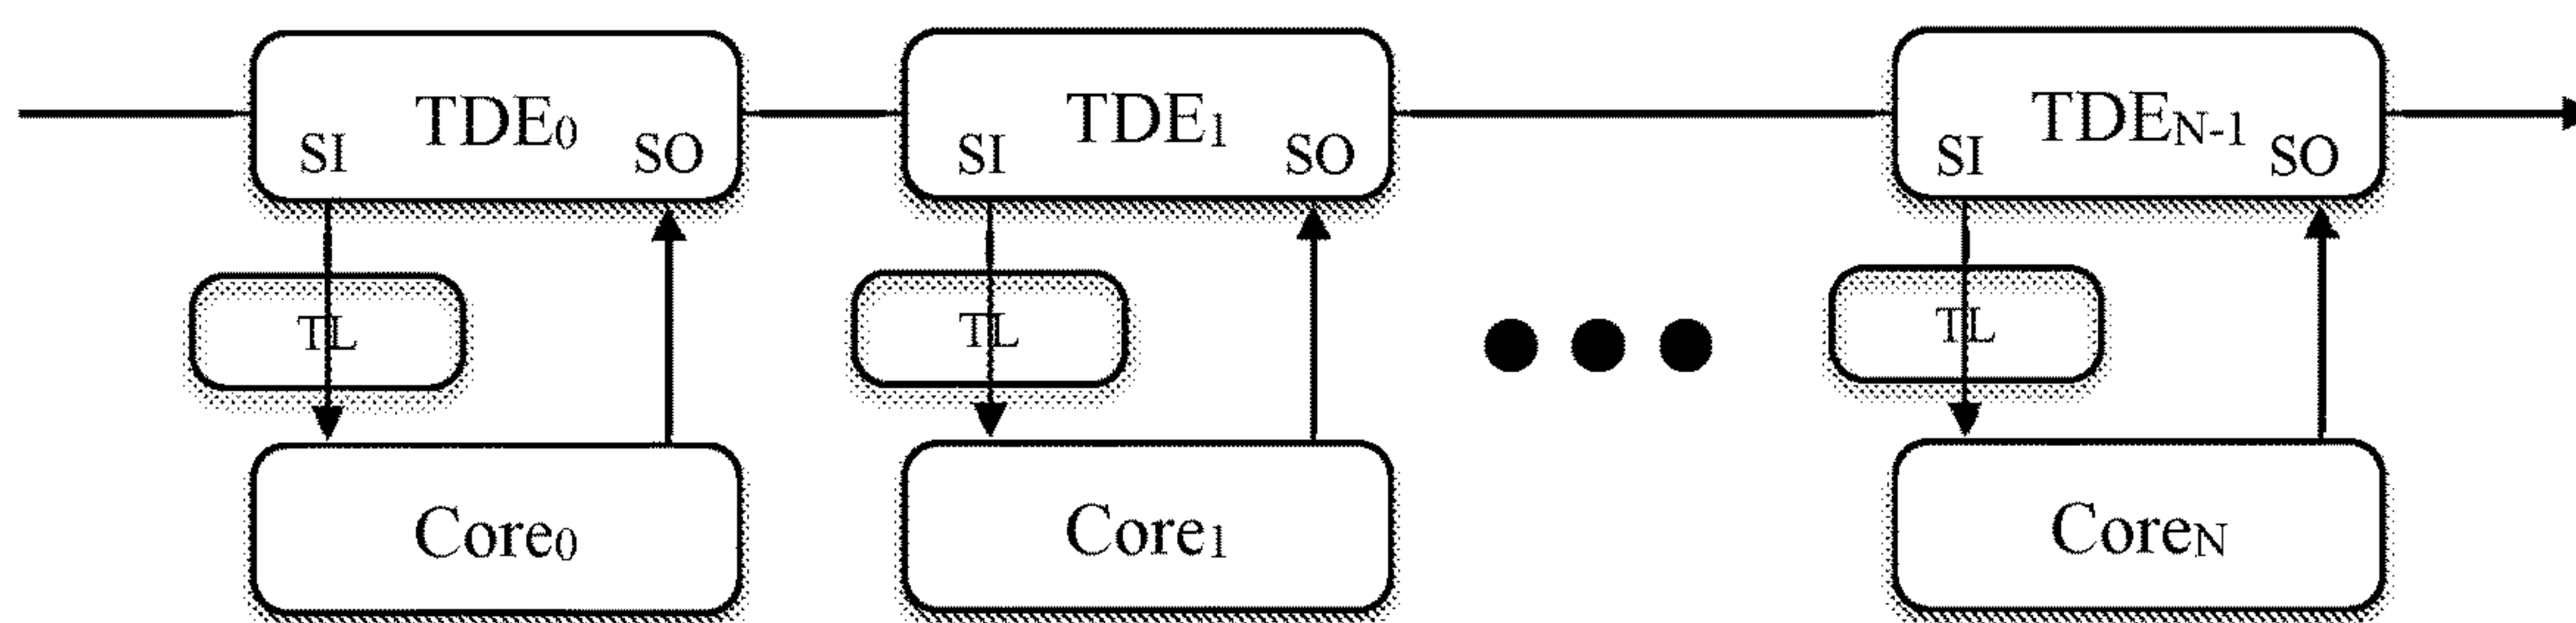 TDE0
SI
SO
TDE1
SI
SO
TDEN-1
SI
SO
TL
TL
TL
Core0
Core1
CoreN